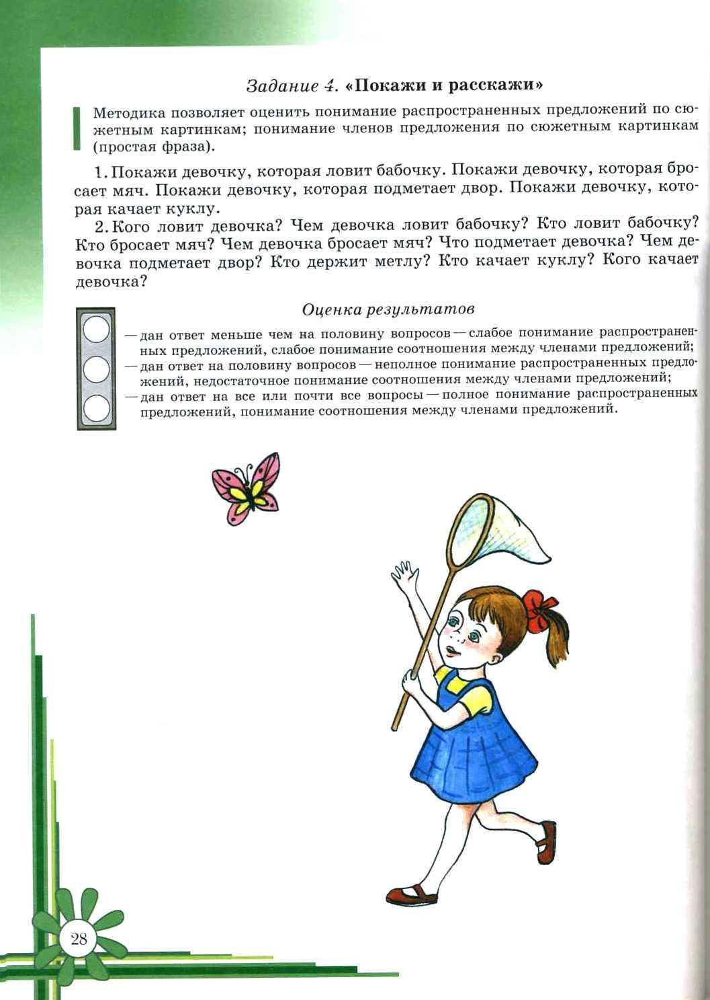 Задание 4. «Покажи и расскажи»
Методика позволяет оценить понимание распространенных предложений по сю-
жетным картинкам; понимание членов предложения по сюжетным картинкам
(простая фраза).
1. Покажи девочку, которая ловит бабочку. Покажи девочку, которая бро-
сает мяч. Покажи девочку, которая подметает двор. Покажи девочку, кото-
рая качает куклу.
2. Кого ловит девочка? Чем девочка ловит бабочку? Кто ловит бабочку?
Кто бросает мяч? Чем девочка бросает мяч? Что подметает девочка? Чем де-
вочка подметает двор? Кто держит метлу? Кто качает куклу? Кого качает
девочка?
Оценка результатов
— дан ответ меньше чем на половину вопросов — слабое понимание распространен-
ных предложений, слабое понимание соотношения между членами предложений;
— дан ответ на половину вопросов — неполное понимание распространенных предло-
жений, недостаточное понимание соотношения между членами предложений;
— дан ответ на все или почти все вопросы — полное понимание распространенных
предложений, понимание соотношения между членами предложений.
28